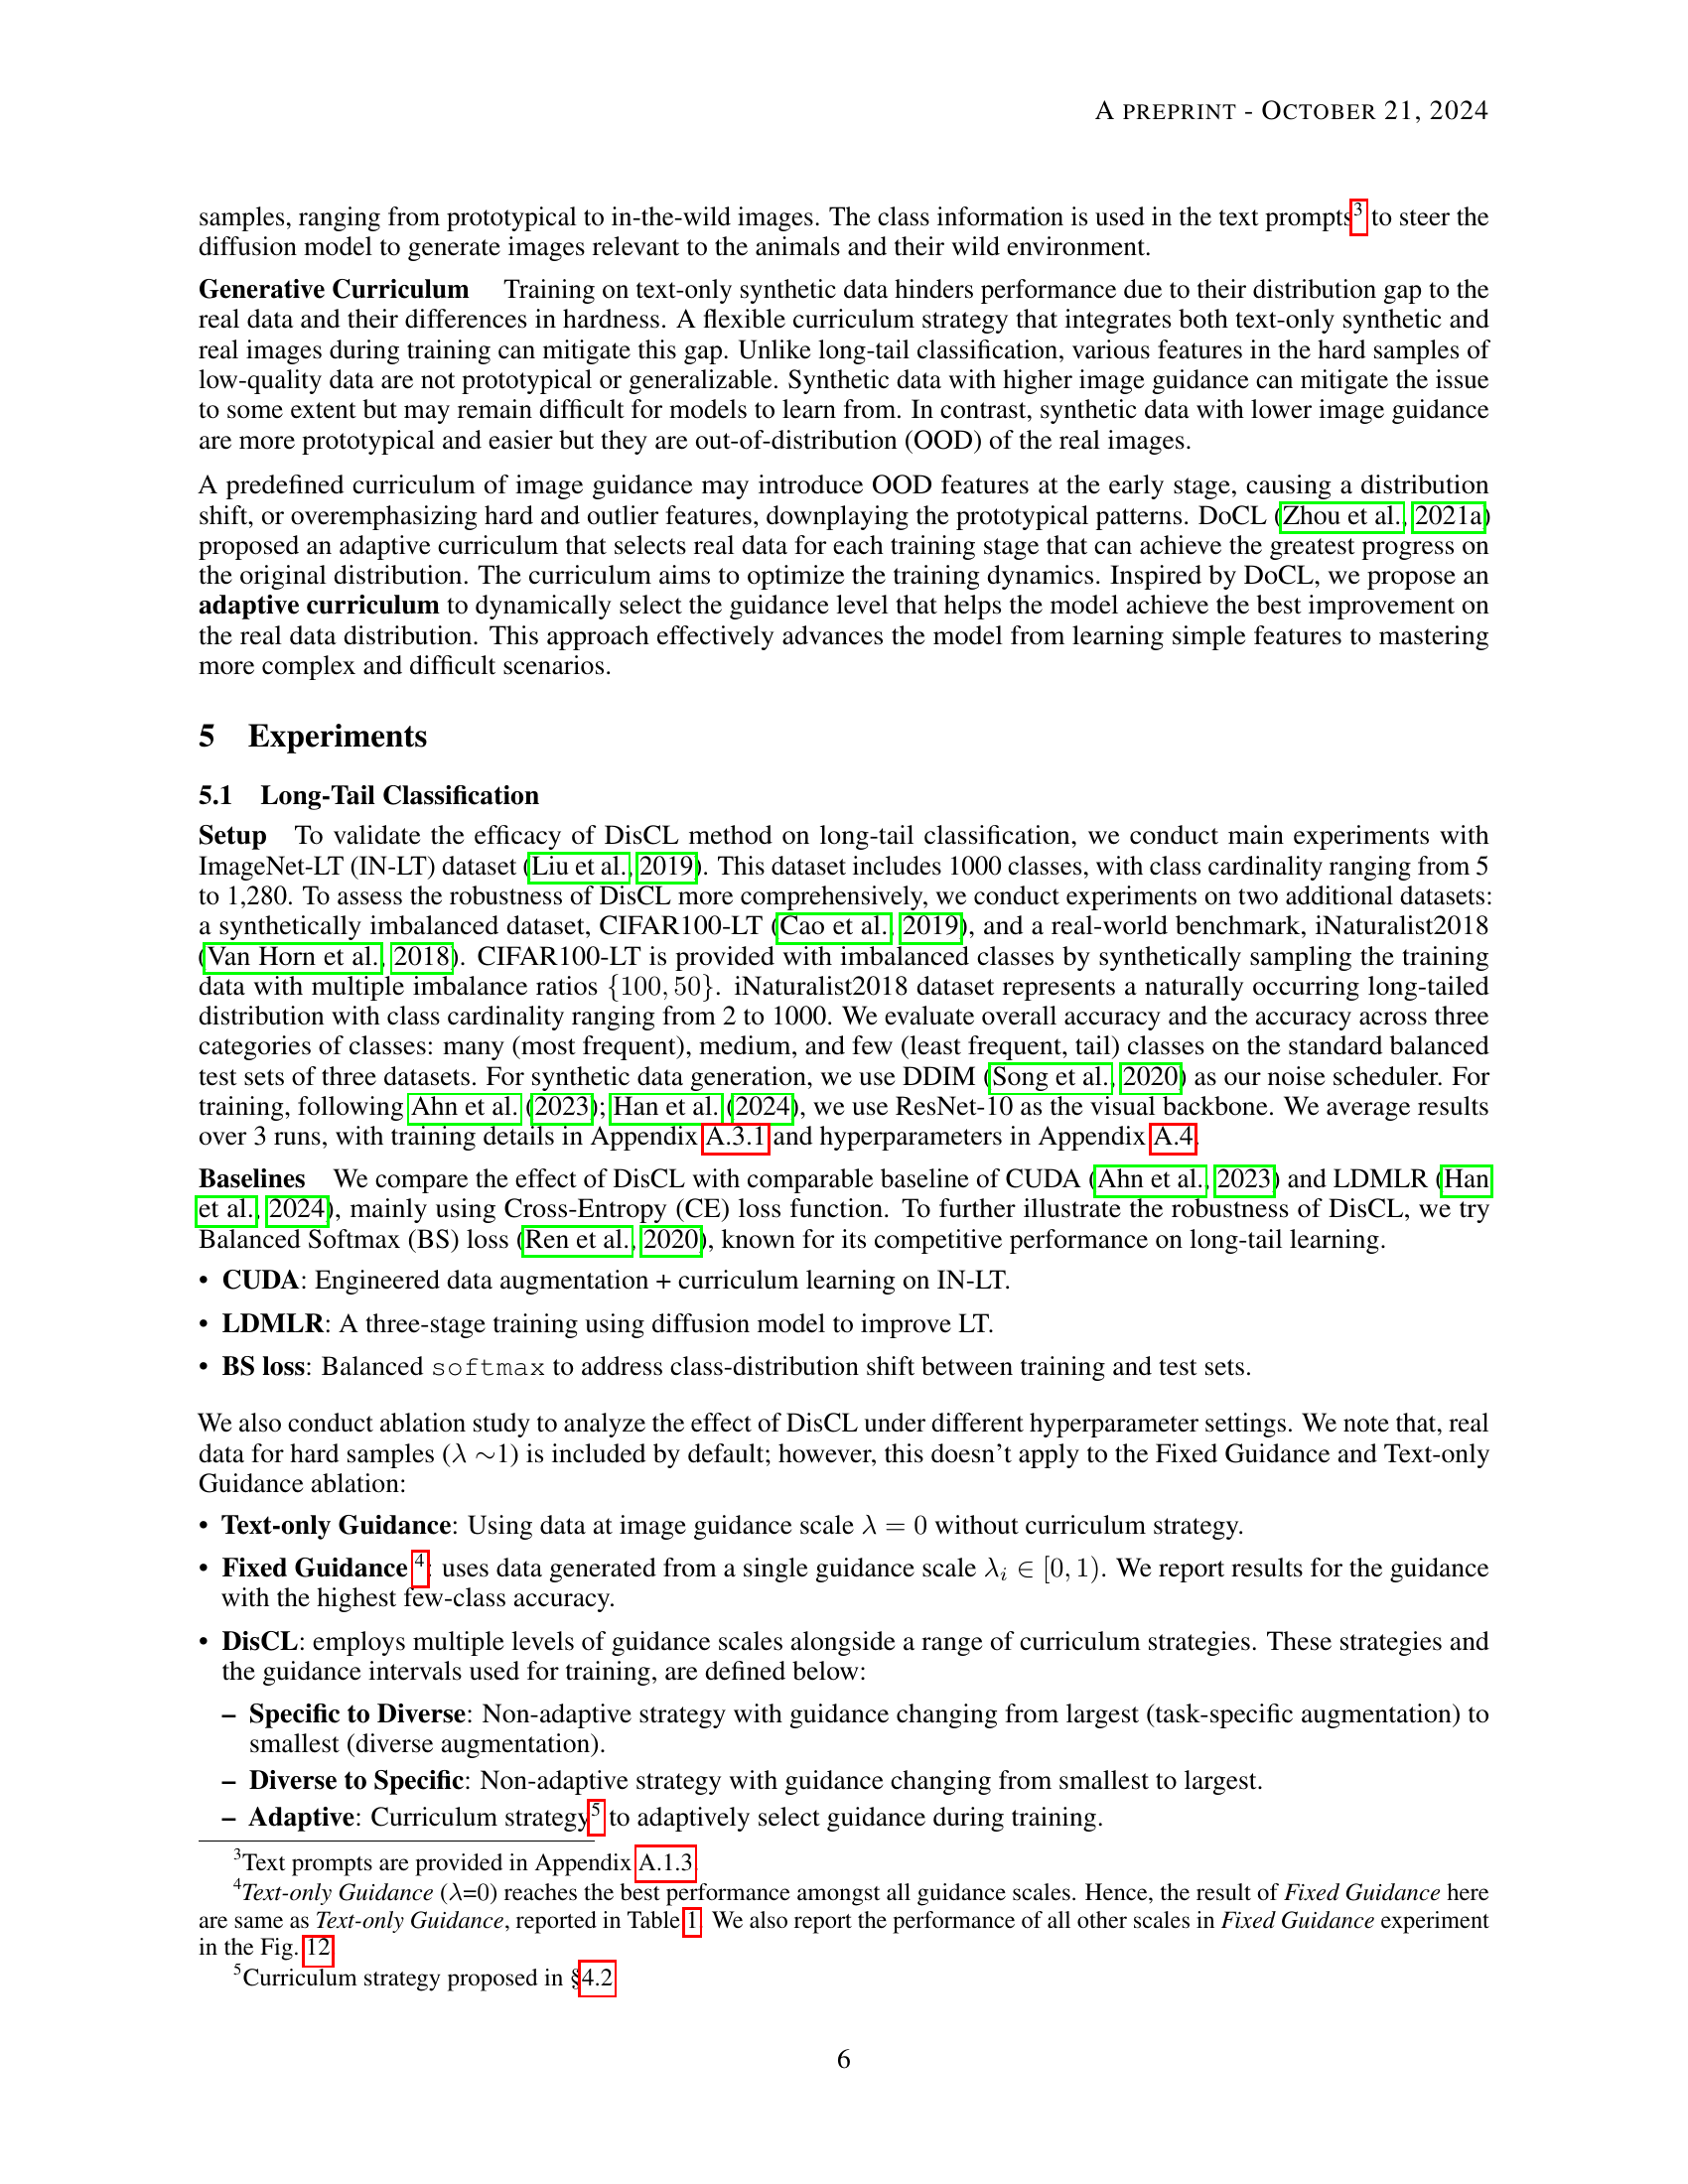 A PREPRINT - OCTOBER 21, 2024
samples, ranging from prototypical to in-the-wild images. The class information is used in the text prompts3 to steer the
diffusion model to generate images relevant to the animals and their wild environment.
Generative Curriculum Training on text-only synthetic data hinders performance due to their distribution gap to the
real data and their differences in hardness. A flexible curriculum strategy that integrates both text-only synthetic and
real images during training can mitigate this gap. Unlike long-tail classification, various features in the hard samples of
low-quality data are not prototypical or generalizable. Synthetic data with higher image guidance can mitigate the issue
to some extent but may remain difficult for models to learn from. In contrast, synthetic data with lower image guidance
are more prototypical and easier but they are out-of-distribution (OOD) of the real images.
A predefined curriculum of image guidance may introduce OOD features at the early stage, causing a distribution
shift, or overemphasizing hard and outlier features, downplaying the prototypical patterns. DoCL (Zhou et al., 2021a)
proposed an adaptive curriculum that selects real data for each training stage that can achieve the greatest progress on
the original distribution. The curriculum aims to optimize the training dynamics. Inspired by DoCL, we propose an
adaptive curriculum to dynamically select the guidance level that helps the model achieve the best improvement on
the real data distribution. This approach effectively advances the model from learning simple features to mastering
more complex and difficult scenarios.
5 Experiments
5.1 Long-Tail Classification
Setup To validate the efficacy of DisCL method on long-tail classification, we conduct main experiments with
ImageNet-LT (IN-LT) dataset (Liu et al., 2019). This dataset includes 1000 classes, with class cardinality ranging from 5
to 1,280. To assess the robustness of DisCL more comprehensively, we conduct experiments on two additional datasets:
a synthetically imbalanced dataset, CIFAR100-LT (Cao et al., 2019), and a real-world benchmark, iNaturalist2018
(Van Horn et al., 2018). CIFAR100-LT is provided with imbalanced classes by synthetically sampling the training
data with multiple imbalance ratios {100, 50}. iNaturalist2018 dataset represents a naturally occurring long-tailed
distribution with class cardinality ranging from 2 to 1000. We evaluate overall accuracy and the accuracy across three
categories of classes: many (most frequent), medium, and few (least frequent, tail) classes on the standard balanced
test sets of three datasets. For synthetic data generation, we use DDIM (Song et al., 2020) as our noise scheduler. For
training, following Ahn et al. (2023); Han et al. (2024), we use ResNet-10 as the visual backbone. We average results
over 3 runs, with training details in Appendix A.3.1 and hyperparameters in Appendix A.4.
Baselines We compare the effect of DisCL with comparable baseline of CUDA (Ahn et al., 2023) and LDMLR (Han
et al., 2024), mainly using Cross-Entropy (CE) loss function. To further illustrate the robustness of DisCL, we try
Balanced Softmax (BS) loss (Ren et al., 2020), known for its competitive performance on long-tail learning.
• CUDA: Engineered data augmentation + curriculum learning on IN-LT.
• LDMLR: A three-stage training using diffusion model to improve LT.
• BS loss: Balanced softmax to address class-distribution shift between training and test sets.
We also conduct ablation study to analyze the effect of DisCL under different hyperparameter settings. We note that, real
data for hard samples (λ ∼1) is included by default; however, this doesn't apply to the Fixed Guidance and Text-only
Guidance ablation:
• Text-only Guidance: Using data at image guidance scale λ = 0 without curriculum strategy.
• Fixed Guidance 4: uses data generated from a single guidance scale λi ∈ [0, 1). We report results for the guidance
with the highest few-class accuracy.
• DisCL: employs multiple levels of guidance scales alongside a range of curriculum strategies. These strategies and
the guidance intervals used for training, are defined below:
– Specific to Diverse: Non-adaptive strategy with guidance changing from largest (task-specific augmentation) to
smallest (diverse augmentation).
– Diverse to Specific: Non-adaptive strategy with guidance changing from smallest to largest.
– Adaptive: Curriculum strategy5 to adaptively select guidance during training.
3Text prompts are provided in Appendix A.1.3.
4Text-only Guidance (λ=0) reaches the best performance amongst all guidance scales. Hence, the result of Fixed Guidance here
are same as Text-only Guidance, reported in Table 1. We also report the performance of all other scales in Fixed Guidance experiment
in the Fig. 12.
5Curriculum strategy proposed in §4.2
6